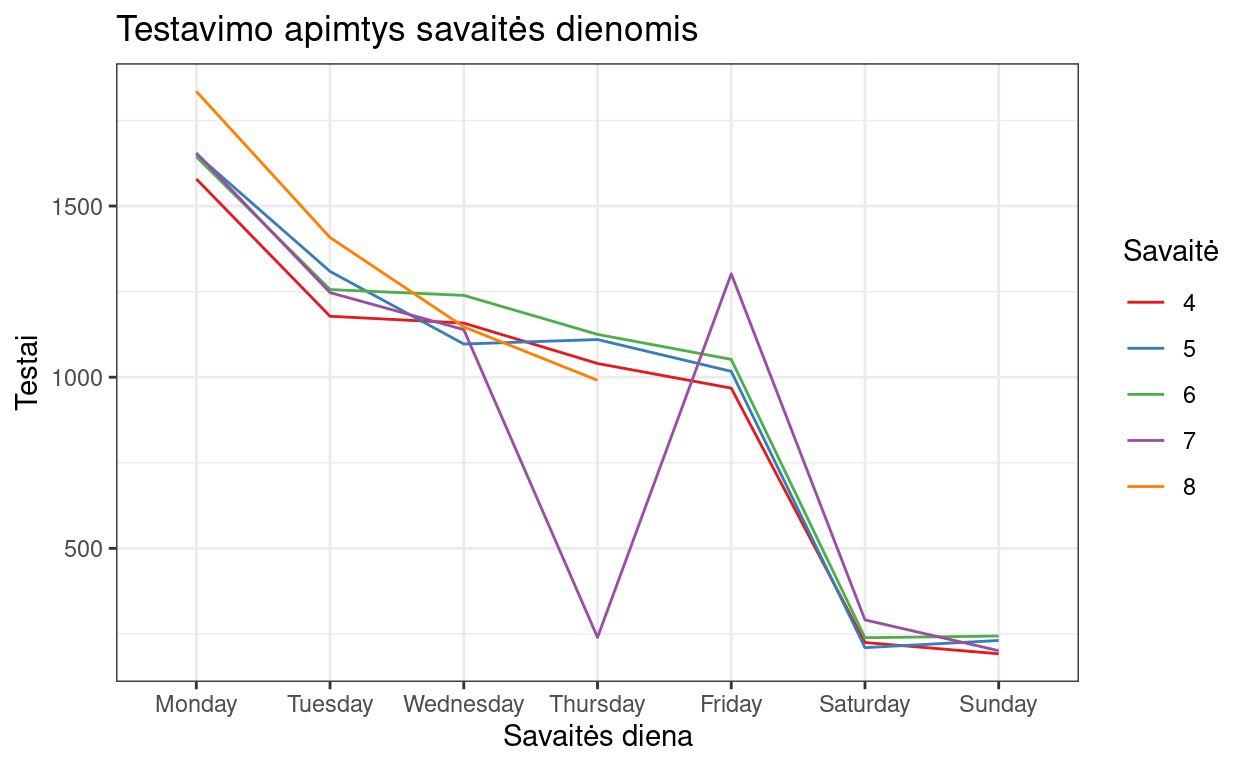 Testavimo apimtys savaitės dienomis
Testai
1500
1000
500
Monday Tuesday Wednesday Thursday Friday Saturday Sunday
Savaitės diena
Savaitė
4
5
6
7
8